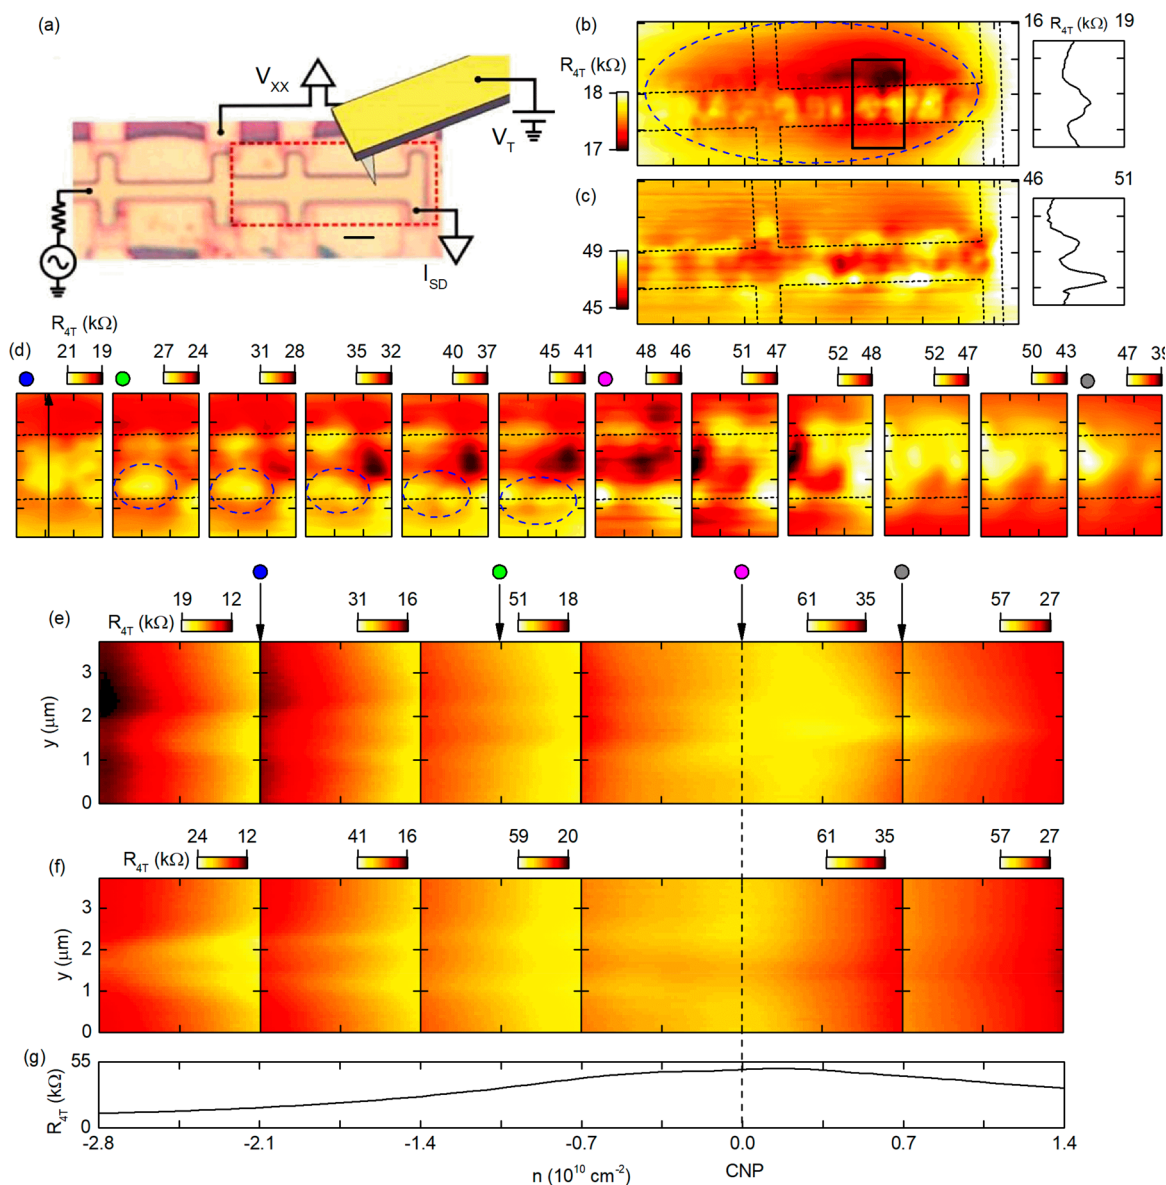 (a)
V_XX
V_T
I_SD
(b)
R_4T (kΩ)
18
17
16 R_4T (kΩ) 19
(c)
49
45
46 51
R_4T (kΩ)
(d) 21 19 27 24 31 28 35 32 40 37 45 41 48 46 51 47 52 48 52 47 50 43 47 39
(e) R_4T (kΩ) 19 12 31 16 51 18 61 35 57 27
y (μm)
3
2
1
0
(f) R_4T (kΩ) 24 12 41 16 59 20 61 35 57 27
y (μm)
3
2
1
0
(g)
R_4T (kΩ)
55
0
-2.8 -2.1 -1.4 -0.7 0.0 0.7 1.4
n (10^10 cm^-2) CNP